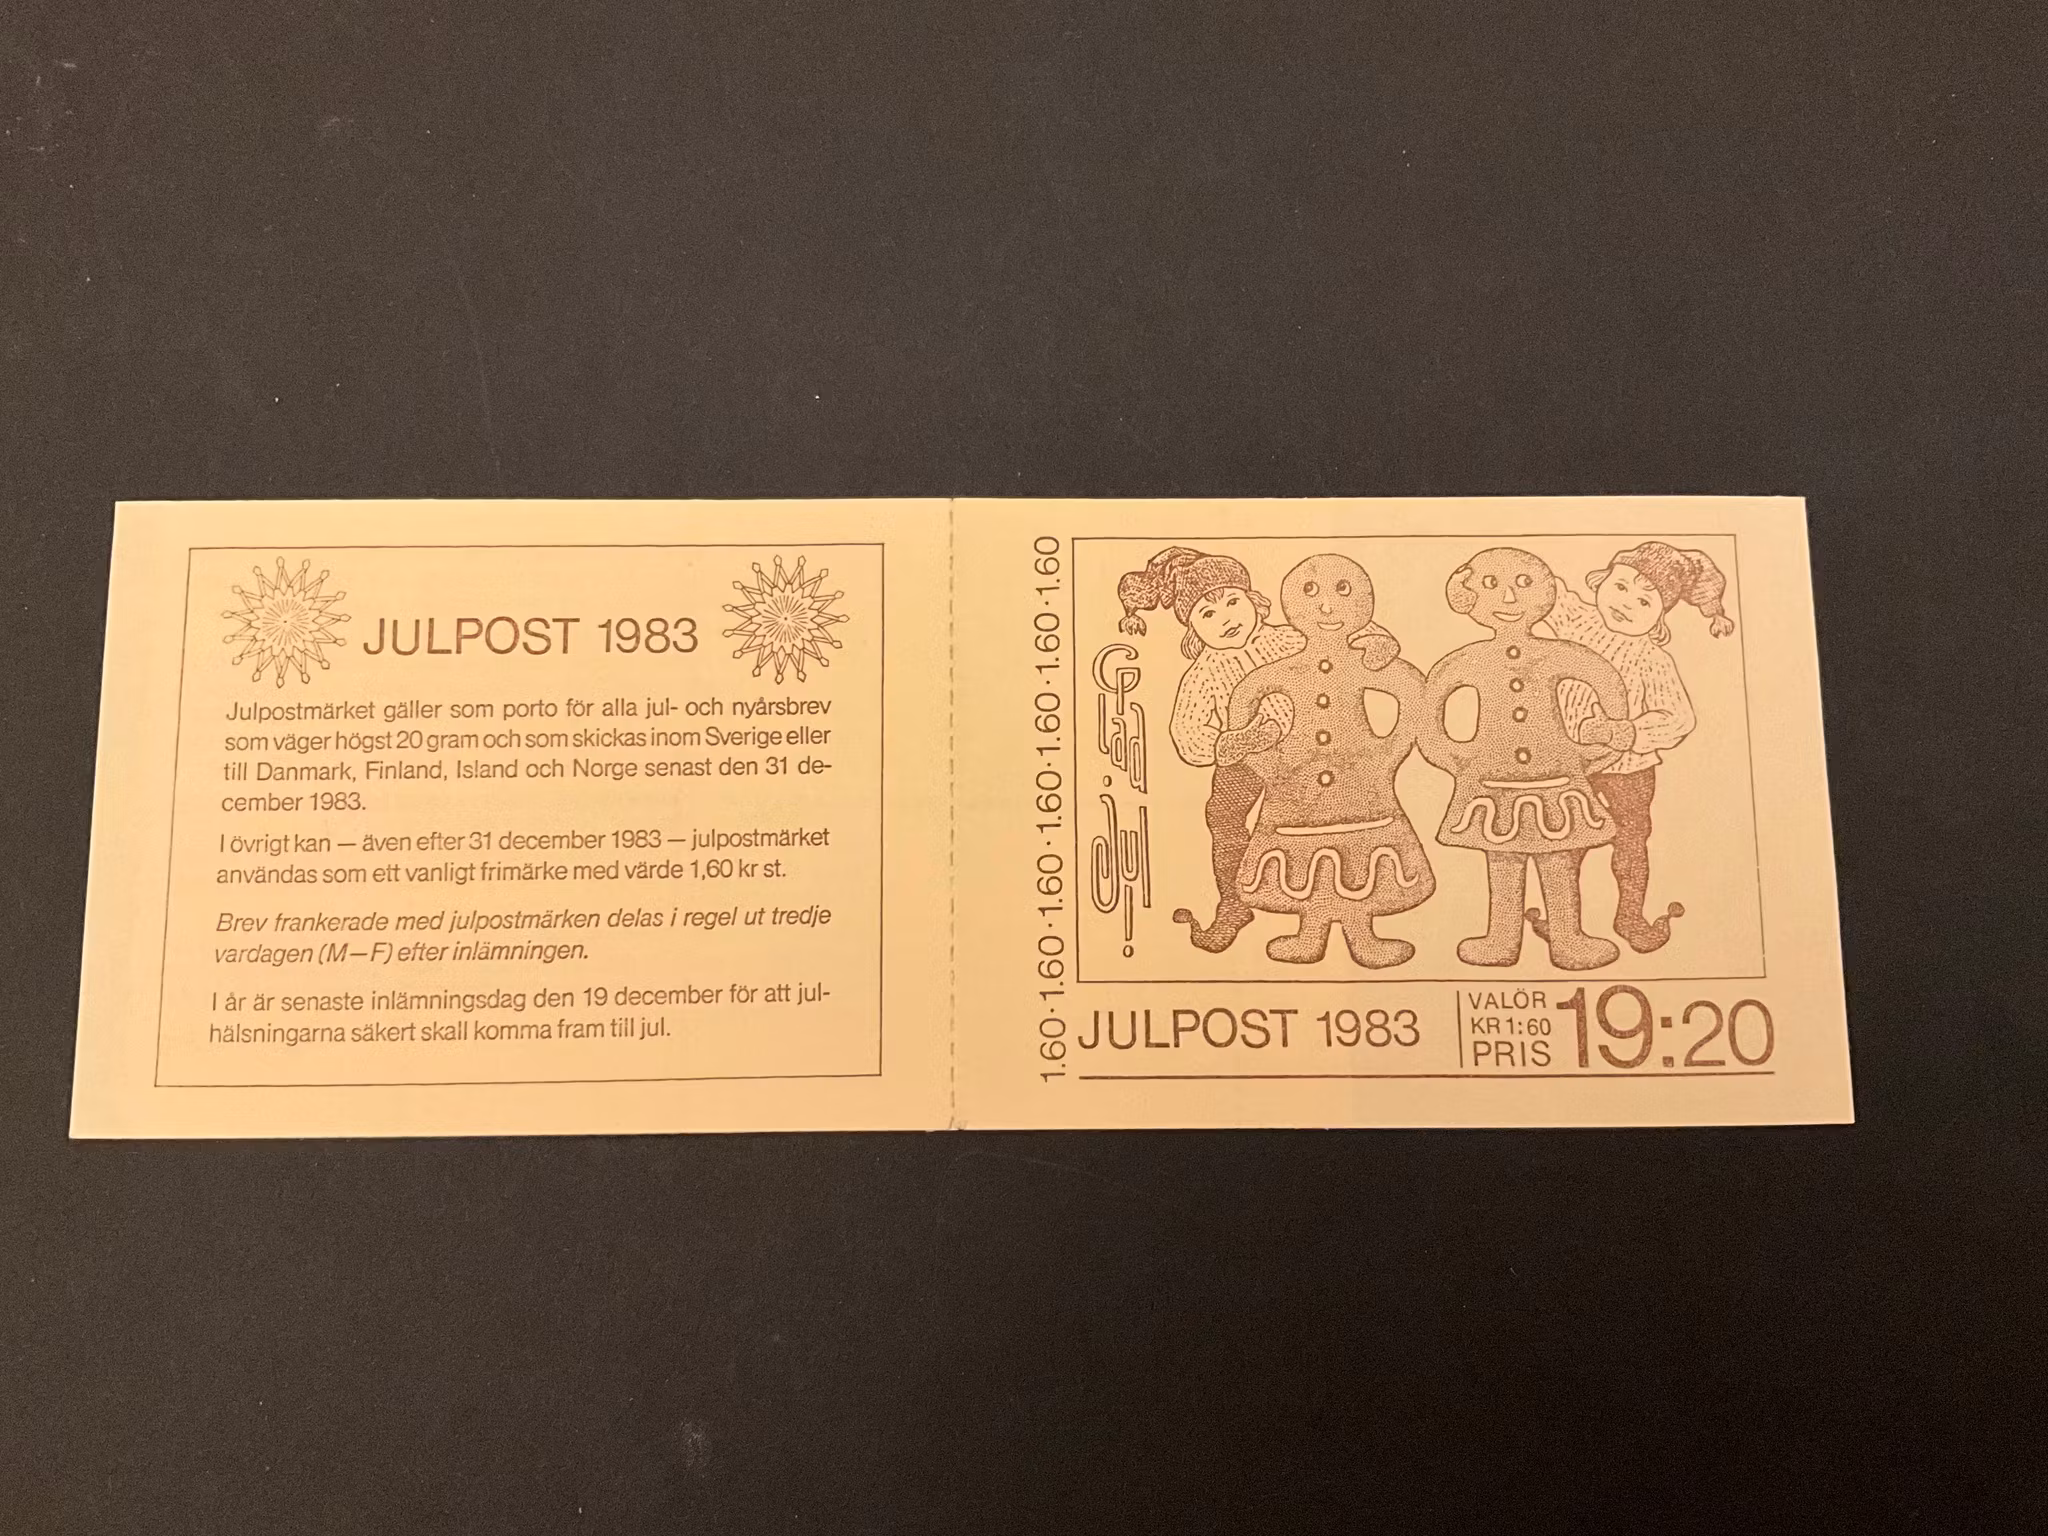 JULPOST 1983
Julpostmärket gäller som porto för alla jul- och nyårsbrev
som väger högst 20 gram och som skickas inom Sverige eller
till Danmark, Finland, Island och Norge senast den 31 de-
cember 1983.
I övrigt kan — även efter 31 december 1983 — julpostmärket
användas som ett vanligt frimärke med värde 1,60 kr st.
Brev frankerade med julpostmärken delas i regel ut tredje
vardagen (M—F) efter inlämningen.
I år är senaste inlämningsdag den 19 december för att jul-
hälsningarna säkert skall komma fram till jul.
1.60·1.60·1.60·1.60·1.60·1.60·1.60·1.60
Glad jul!
JULPOST 1983
VALÖR
KR 1:60
PRIS
19:20